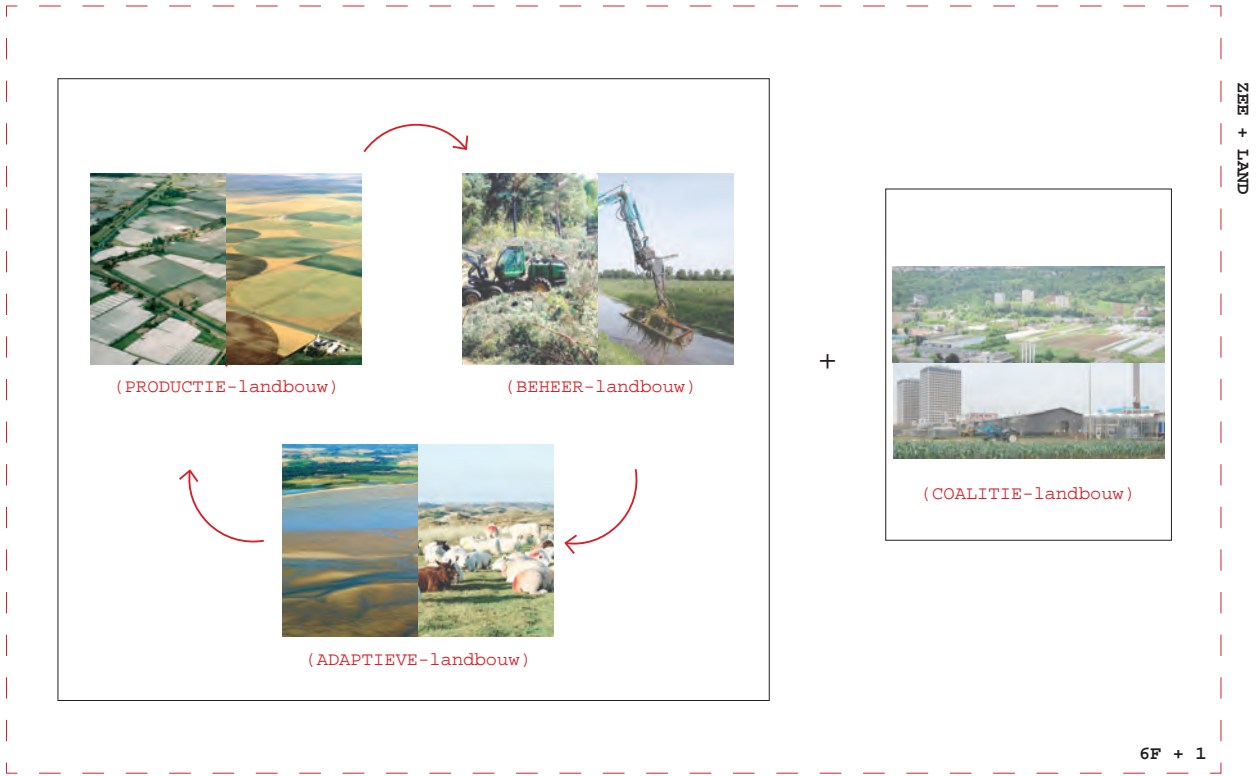 (PRODUCTIE-landbouw)
(BEHEER-landbouw)
(ADAPTIEVE-landbouw)
+
(COALITIE-landbouw)
ZEE + LAND
6F + 1